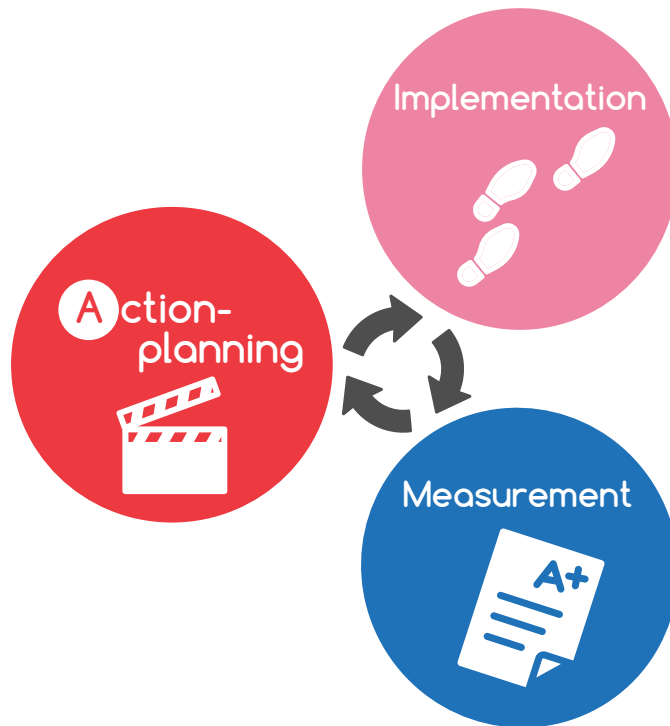 Implementation
Action-
planning
Measurement
A+